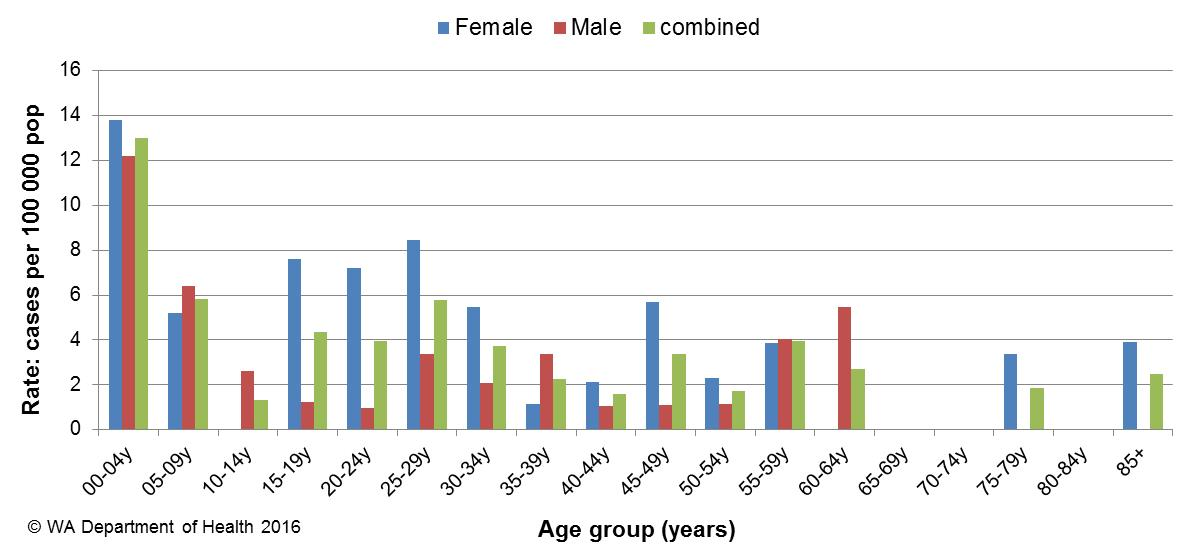 Female Male combined
Rate: cases per 100 000 pop
16
14
12
10
8
6
4
2
0
00-04y 05-09y 10-14y 15-19y 20-24y 25-29y 30-34y 35-39y 40-44y 45-49y 50-54y 55-59y 60-64y 65-69y 70-74y 75-79y 80-84y 85+
© WA Department of Health 2016
Age group (years)